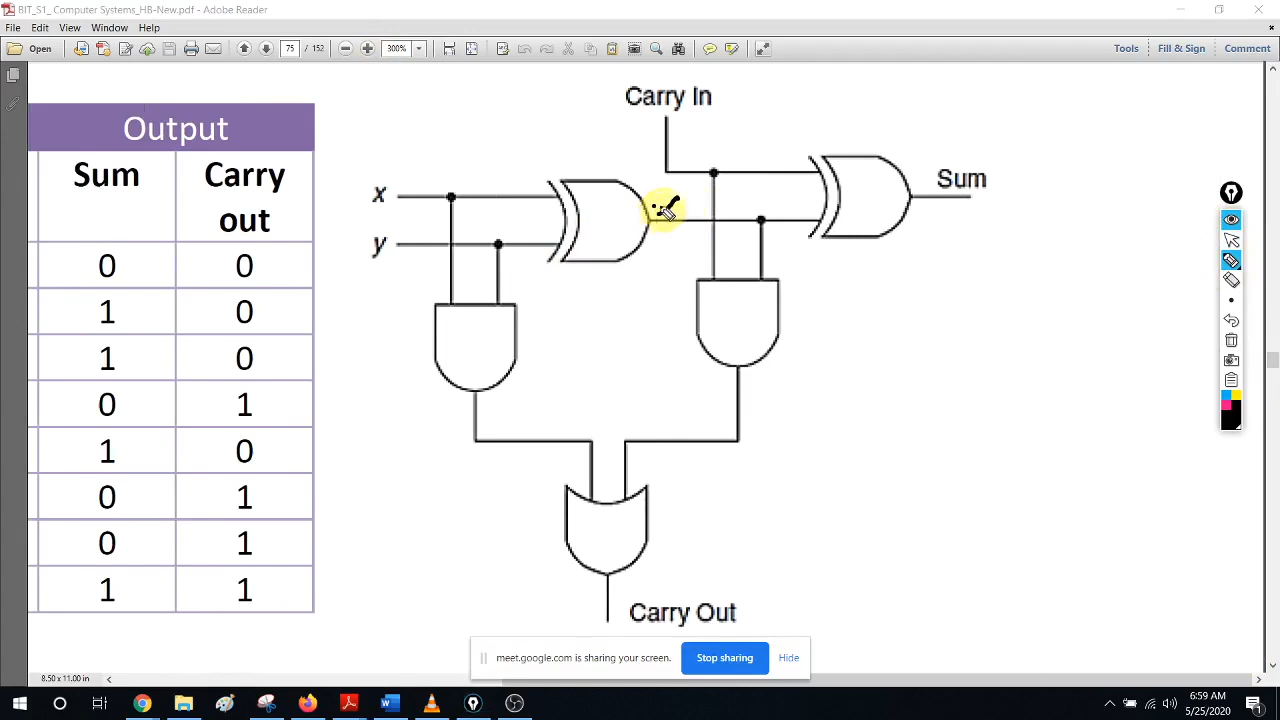 BIT_S1_ Computer Systems_HB-New.pdf - Adobe Reader
File Edit View Window Help
Open 75 / 152 300% Tools Fill & Sign Comment
Output
Sum Carry out
0 0
1 0
1 0
0 1
1 0
0 1
0 1
1 1
Carry In
x
y
Sum
Carry Out
meet.google.com is sharing your screen. Stop sharing Hide
8.50 x 11.00 in
6:59 AM
5/25/2020